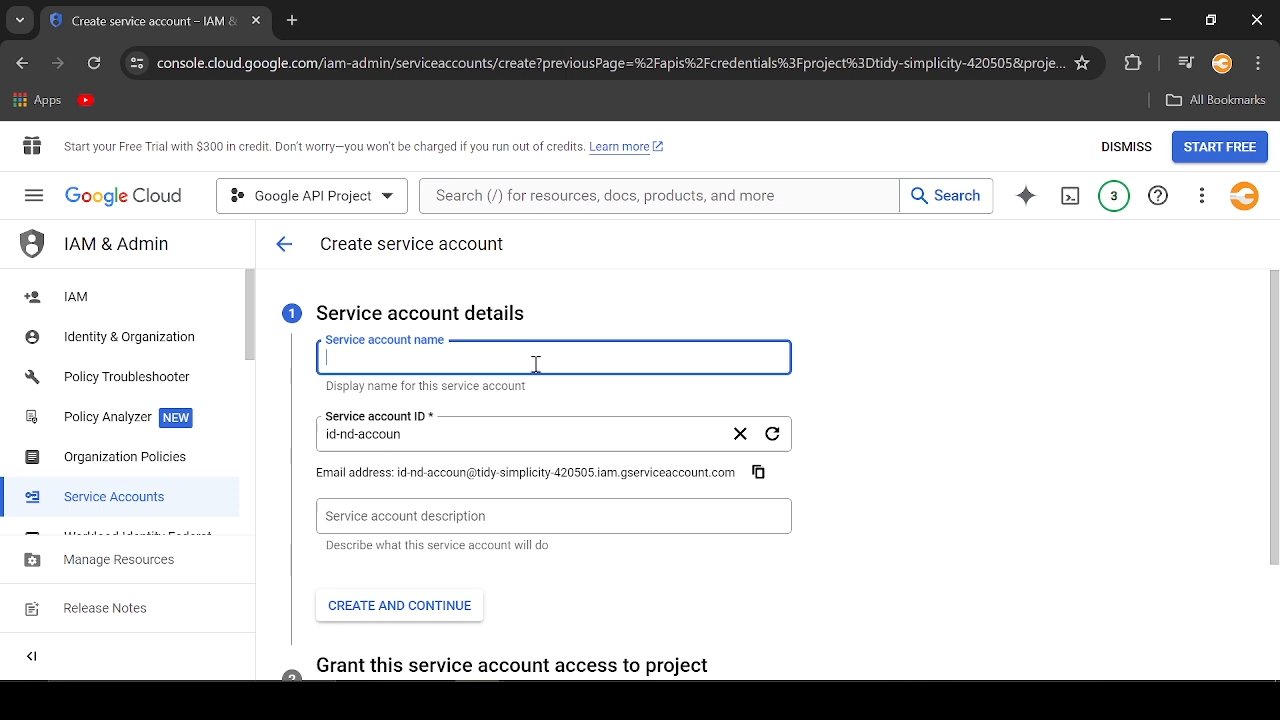 Create service account – IAM &
console.cloud.google.com/iam-admin/serviceaccounts/create?previousPage=%2Fapis%2Fcredentials%3Fproject%3Dtidy-simplicity-420505&proje...
Apps
All Bookmarks
Start your Free Trial with $300 in credit. Don't worry—you won't be charged if you run out of credits. Learn more
DISMISS
START FREE
Google Cloud
Google API Project
Search (/) for resources, docs, products, and more
Search
3
IAM & Admin
Create service account
IAM
Identity & Organization
Policy Troubleshooter
Policy Analyzer NEW
Organization Policies
Service Accounts
Manage Resources
Release Notes
1 Service account details
Service account name
Display name for this service account
Service account ID *
id-nd-accoun
Email address: id-nd-accoun@tidy-simplicity-420505.iam.gserviceaccount.com
Service account description
Describe what this service account will do
CREATE AND CONTINUE
2 Grant this service account access to project